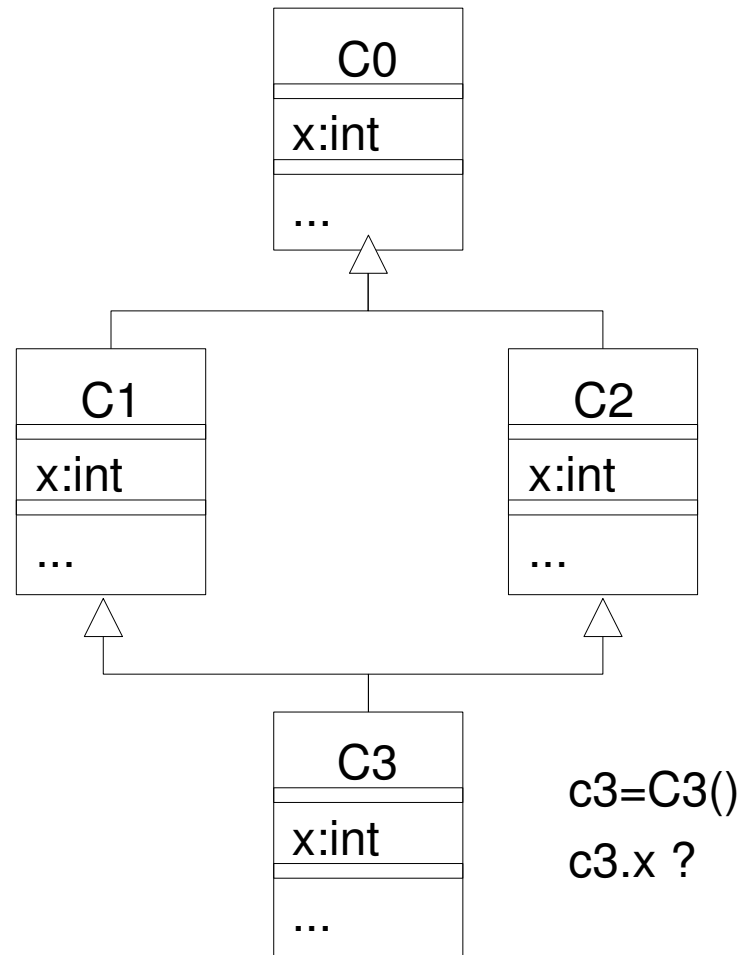 C0
x:int
...
C1
x:int
...
C2
x:int
...
C3
x:int
...
c3=C3()
c3.x ?